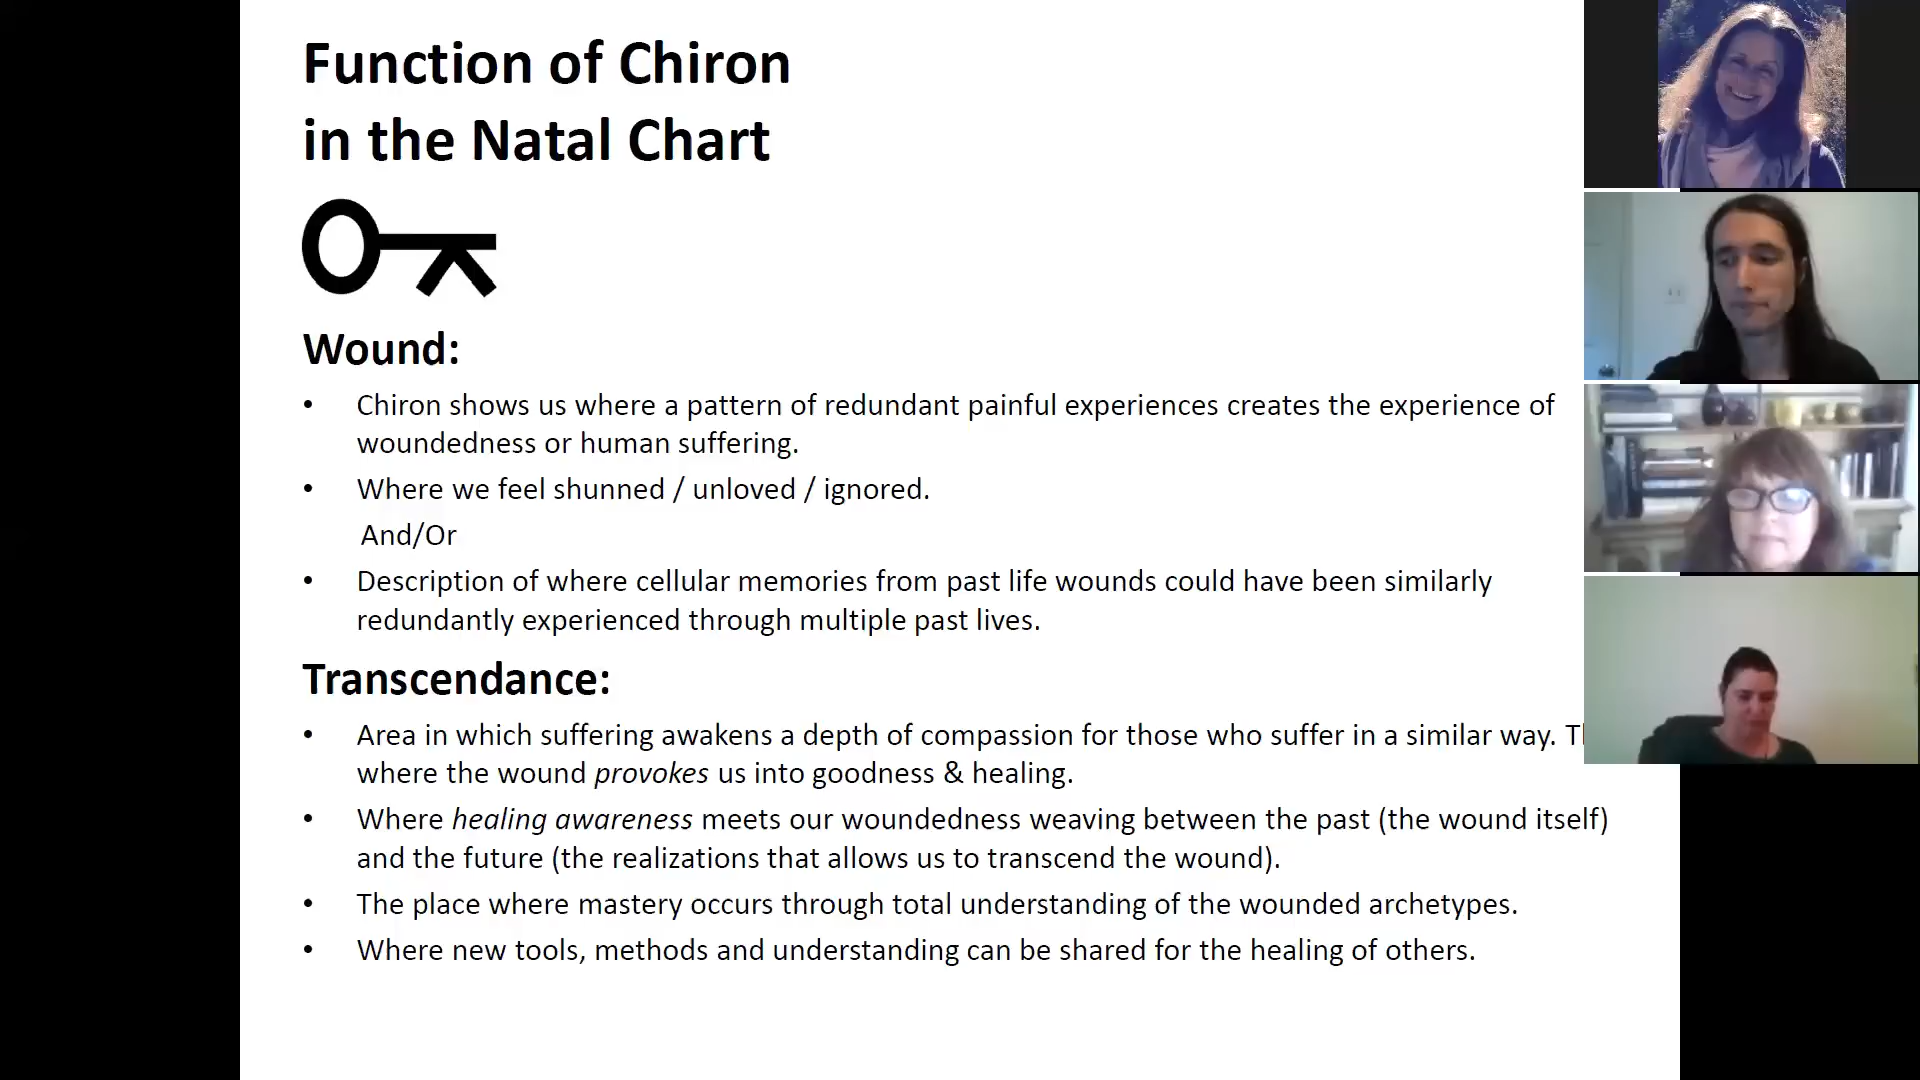 Function of Chiron
in the Natal Chart
Wound:
• Chiron shows us where a pattern of redundant painful experiences creates the experience of
woundedness or human suffering.
• Where we feel shunned / unloved / ignored.
And/Or
• Description of where cellular memories from past life wounds could have been similarly
redundantly experienced through multiple past lives.
Transcendance:
• Area in which suffering awakens a depth of compassion for those who suffer in a similar way.
where the wound provokes us into goodness & healing.
• Where healing awareness meets our woundedness weaving between the past (the wound itself)
and the future (the realizations that allows us to transcend the wound).
• The place where mastery occurs through total understanding of the wounded archetypes.
• Where new tools, methods and understanding can be shared for the healing of others.